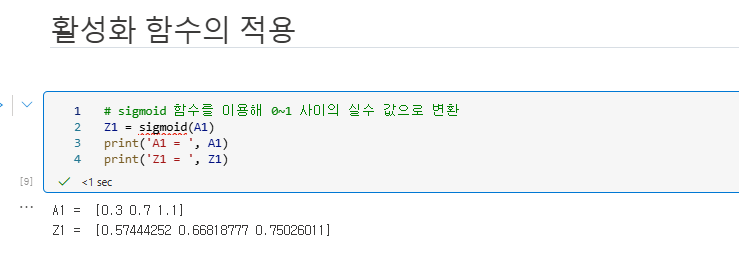 활성화 함수의 적용
1 # sigmoid 함수를 이용해 0~1 사이의 실수 값으로 변환
2 Z1 = sigmoid(A1)
3 print('A1 = ', A1)
4 print('Z1 = ', Z1)
[9] <1 sec
... A1 = [0.3 0.7 1.1]
Z1 = [0.57444252 0.66818777 0.75026011]